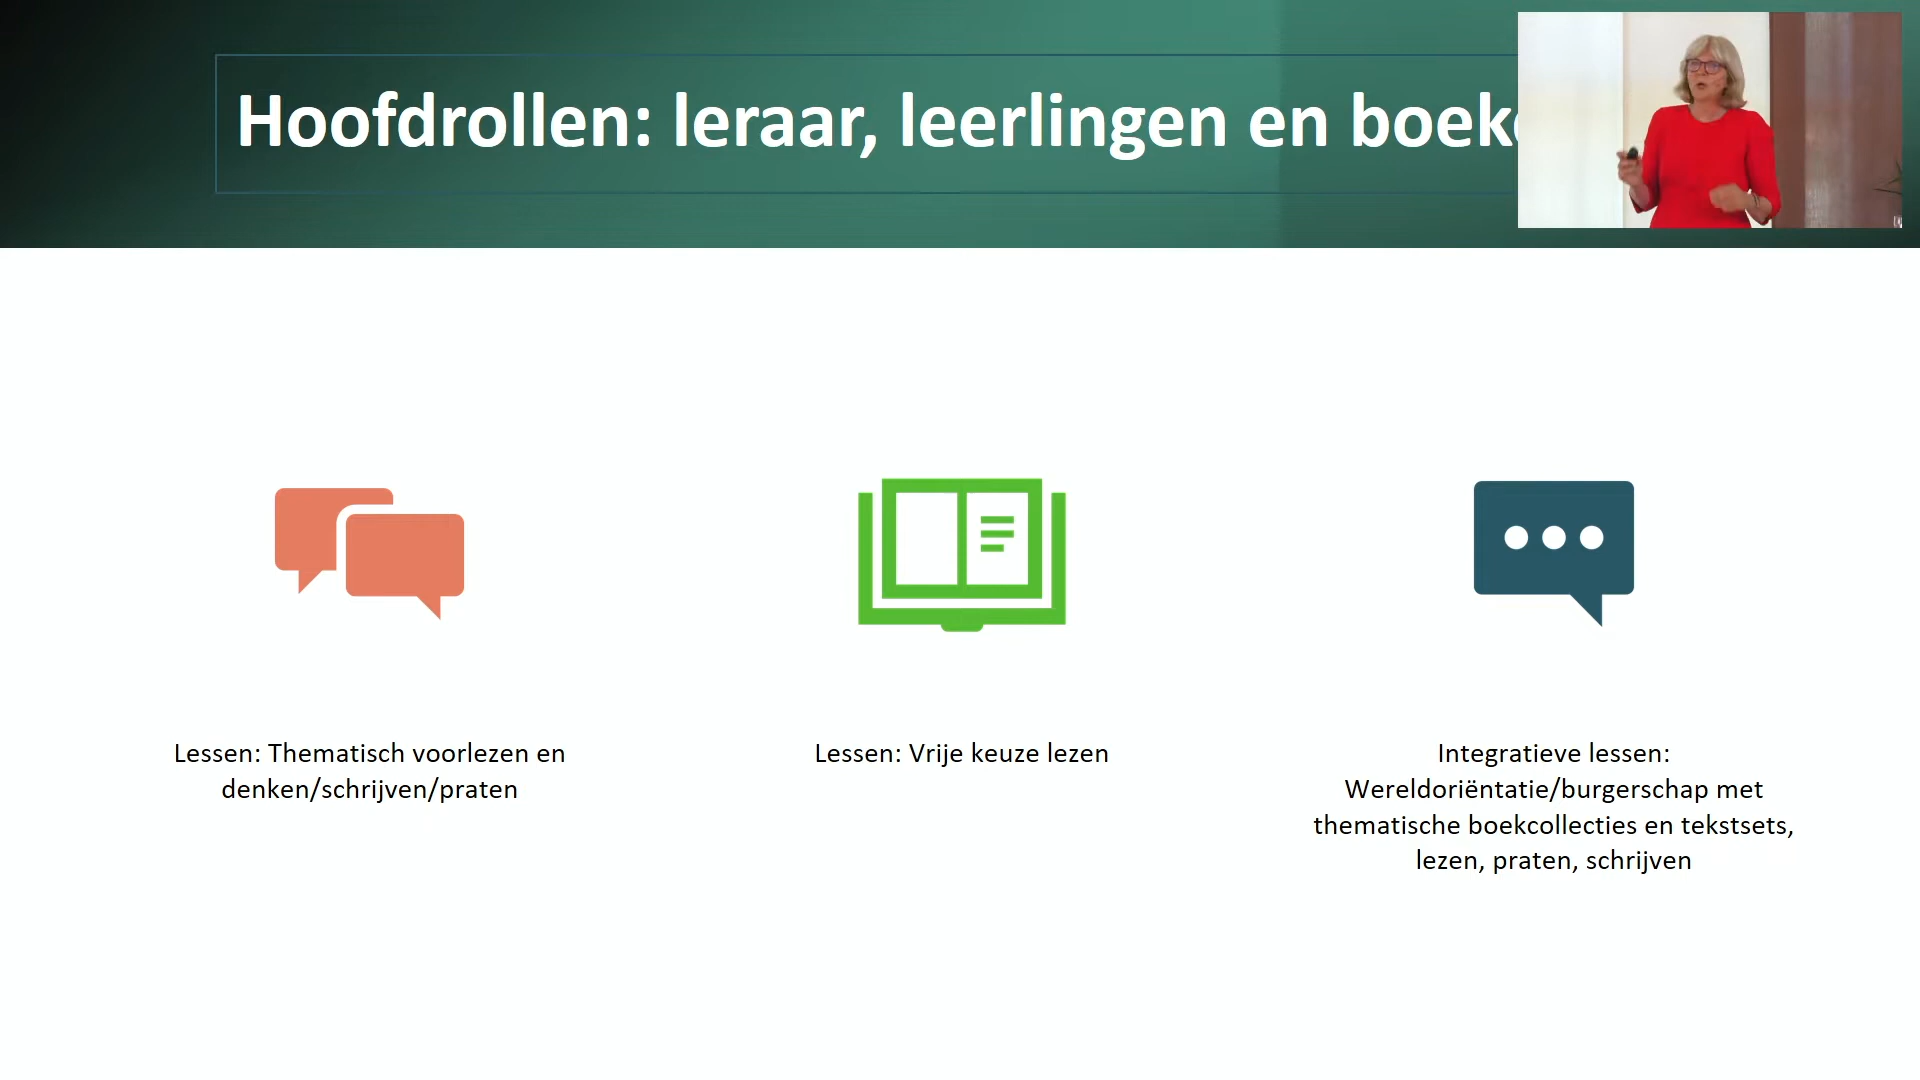 Hoofdrollen: leraar, leerlingen en
Lessen: Thematisch voorlezen en
denken/schrijven/praten
Lessen: Vrije keuze lezen
Integratieve lessen:
Wereldoriëntatie/burgerschap met
thematische boekcollecties en tekstsets,
lezen, praten, schrijven